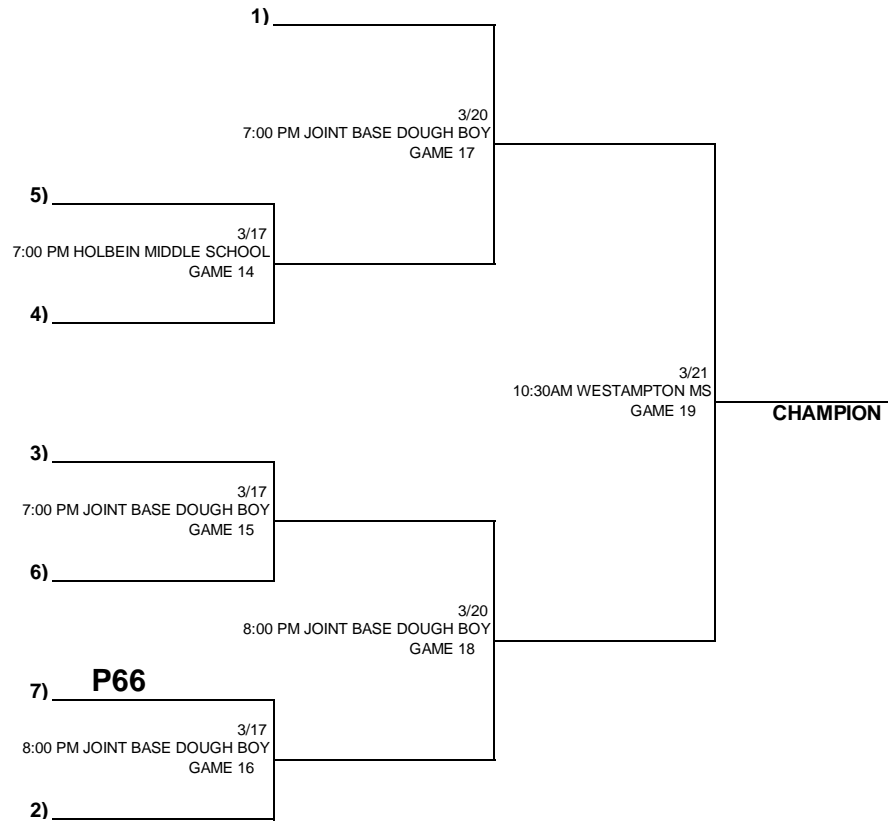 1)
3/20
7:00 PM JOINT BASE DOUGH BOY
GAME 17
5)
3/17
7:00 PM HOLBEIN MIDDLE SCHOOL
GAME 14
4)
3/21
10:30AM WESTAMPTON MS
GAME 19
CHAMPION
3)
3/17
7:00 PM JOINT BASE DOUGH BOY
GAME 15
6)
3/20
8:00 PM JOINT BASE DOUGH BOY
GAME 18
7) P66
3/17
8:00 PM JOINT BASE DOUGH BOY
GAME 16
2)